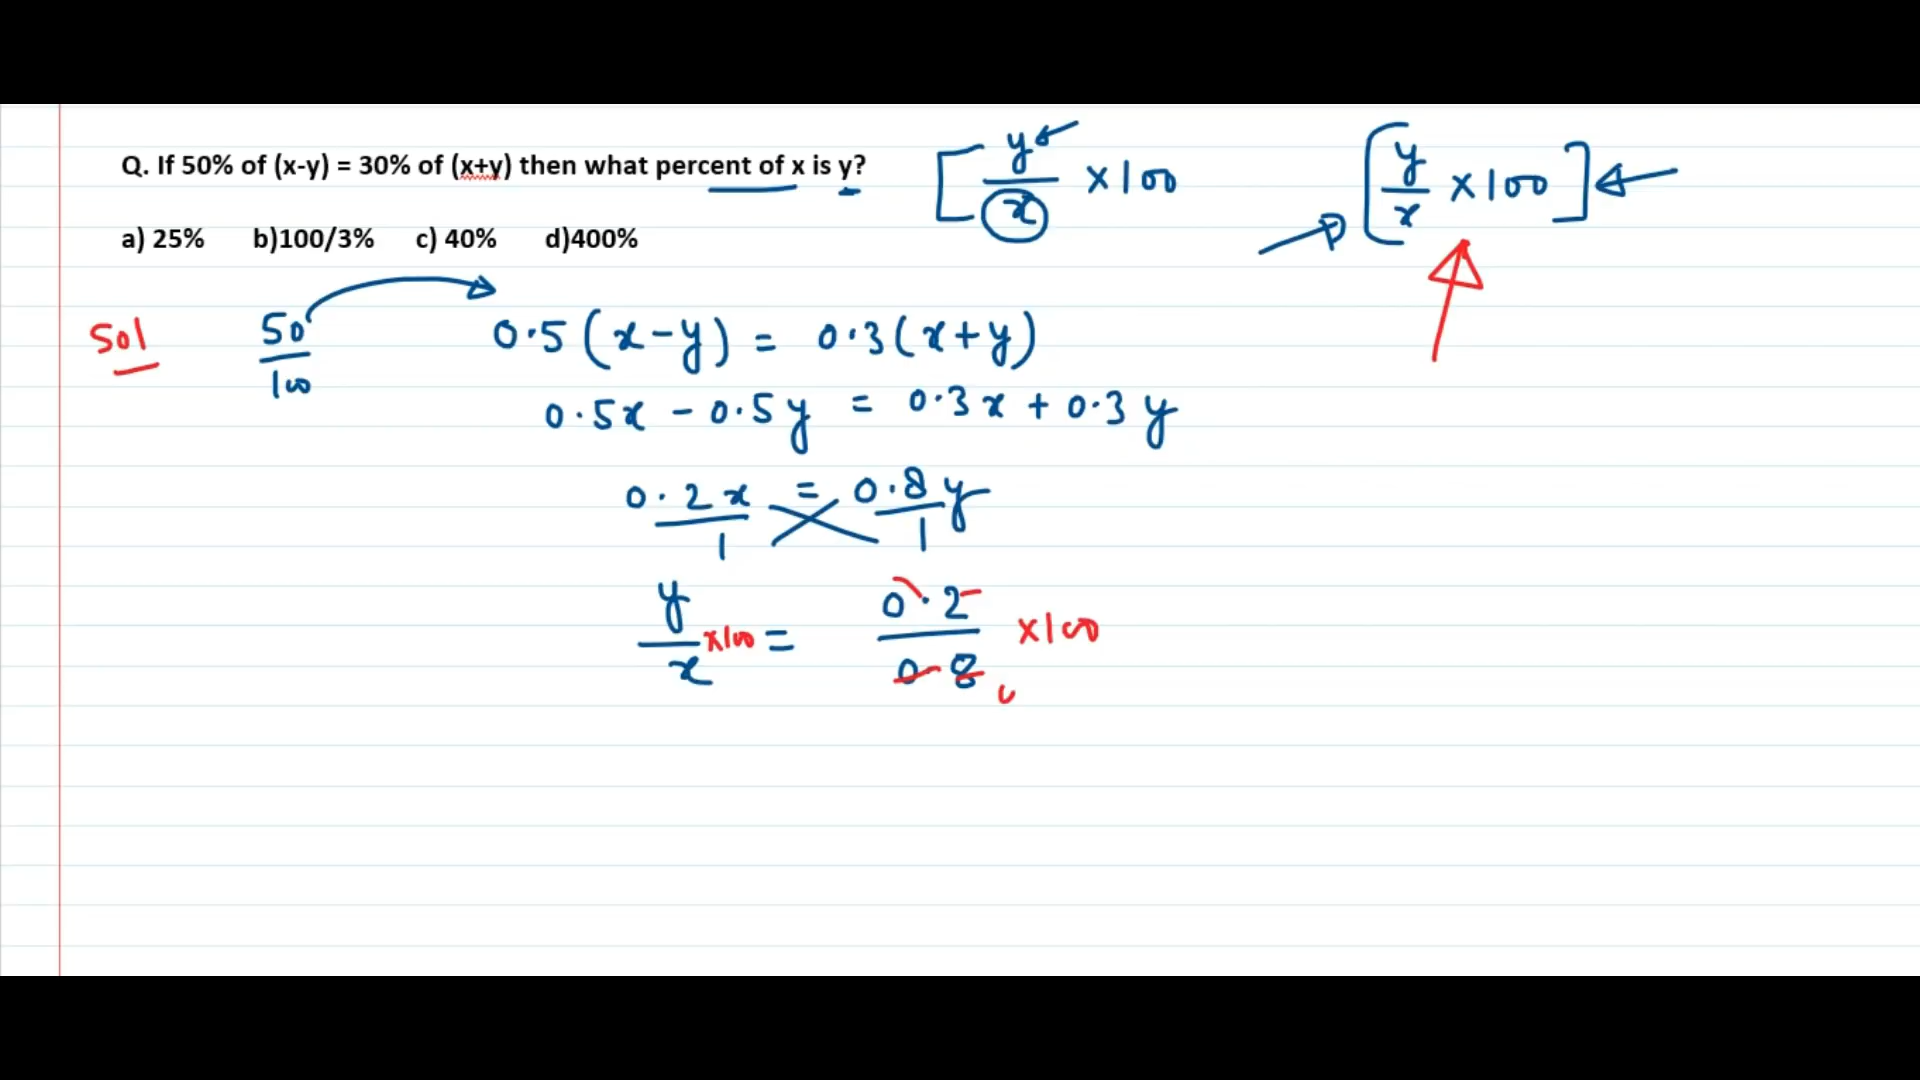 Q. If 50% of (x-y) = 30% of (x+y) then what percent of x is y?
[ y/x ×100
[ y/x ×100 ]
a) 25% b)100/3% c) 40% d)400%
Sol
50/100
0.5(x-y) = 0.3(x+y)
0.5x - 0.5y = 0.3x + 0.3y
0.2x/1 = 0.8y/1
y/x ×100 = 0.2/0.8 ×100